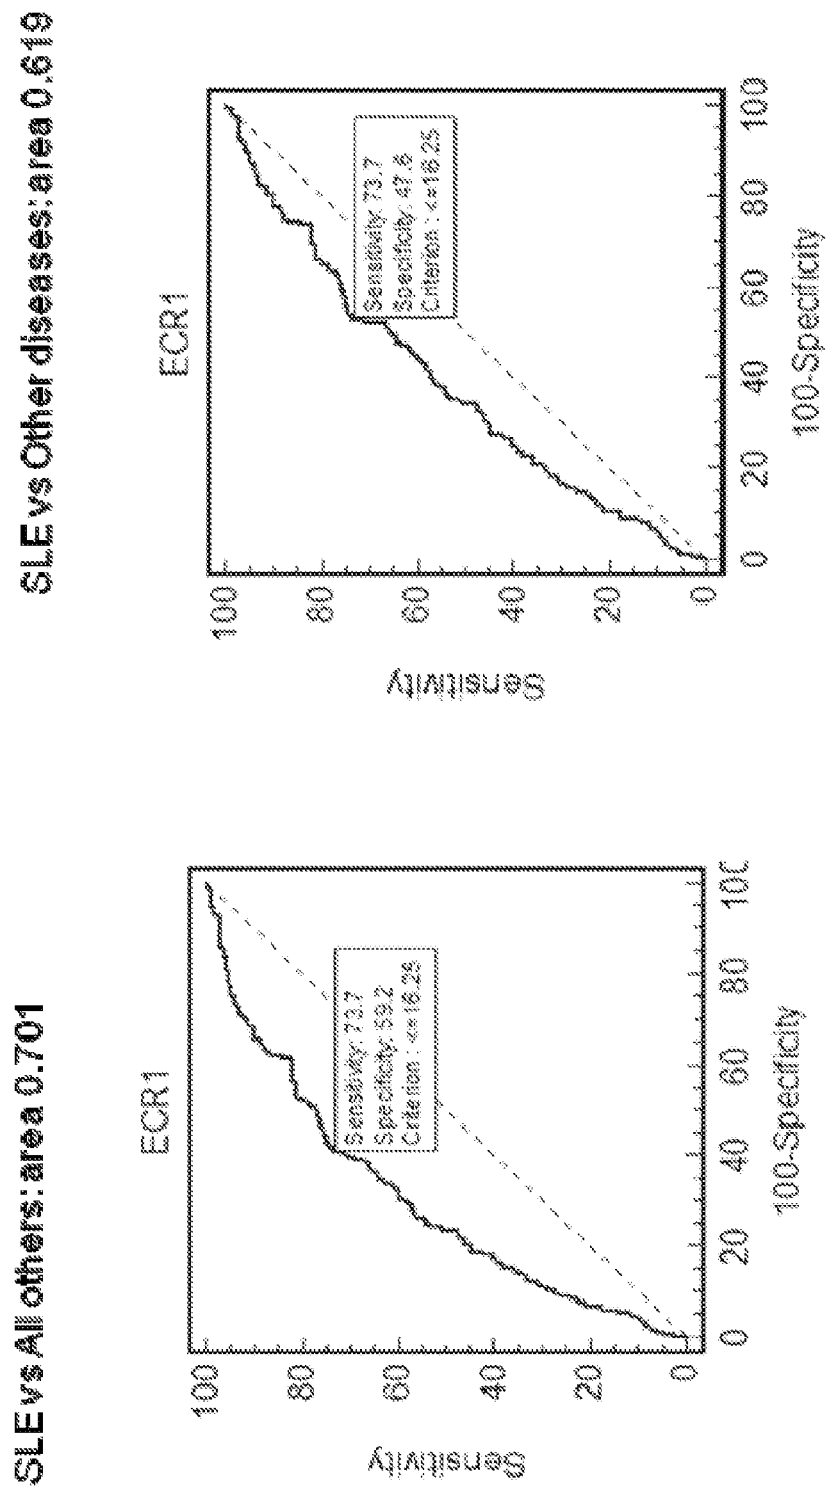 SLE vs All others: area 0.701
ECR1
100
80
60
40
20
0
Sensitivity
Sensitivity: 73.7
Specificity: 59.2
Criterion : <=16.25
0
20
40
60
80
100-Specificity
SLE vs Other diseases: area 0.619
ECR1
100
80
60
40
20
0
Sensitivity
Sensitivity: 73.7
Specificity: 47.6
Criterion : <=16.25
0
20
40
60
80
100
100-Specificity